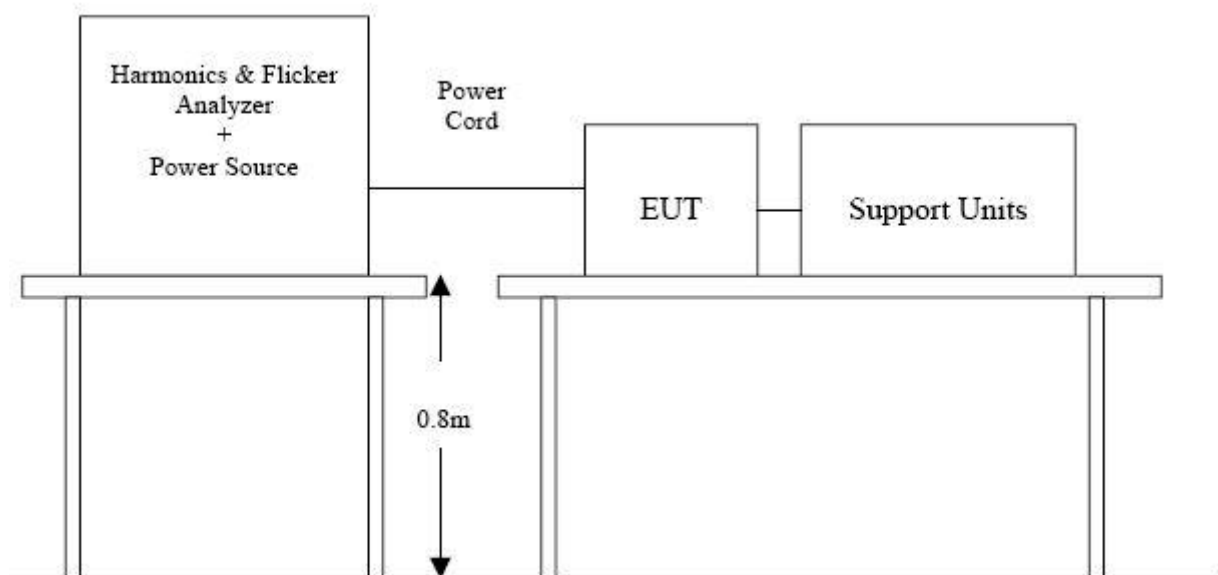 Harmonics & Flicker
Analyzer
+
Power Source
Power
Cord
EUT
Support Units
0.8m